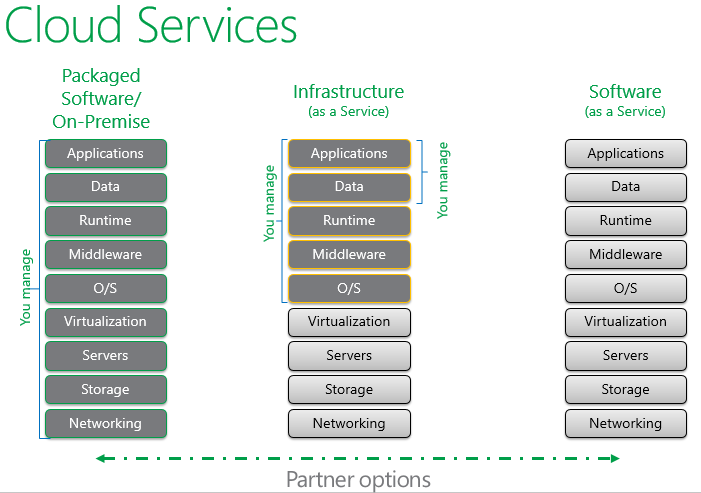 Cloud Services
Packaged
Software/
On-Premise
You manage
Applications
Data
Runtime
Middleware
O/S
Virtualization
Servers
Storage
Networking
Infrastructure
(as a Service)
You manage
Applications
Data
Runtime
Middleware
O/S
Virtualization
Servers
Storage
Networking
You manage
Software
(as a Service)
Applications
Data
Runtime
Middleware
O/S
Virtualization
Servers
Storage
Networking
Partner options